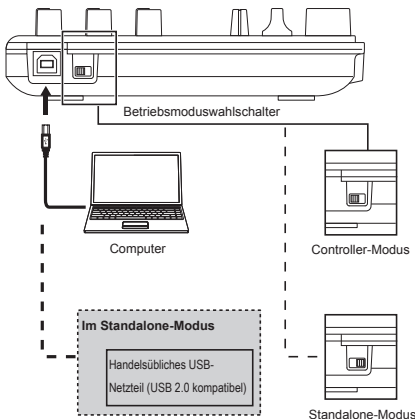 Betriebsmoduswahlschalter
Computer
Controller-Modus
Im Standalone-Modus
Handelsübliches USB-
Netzteil (USB 2.0 kompatibel)
Standalone-Modus